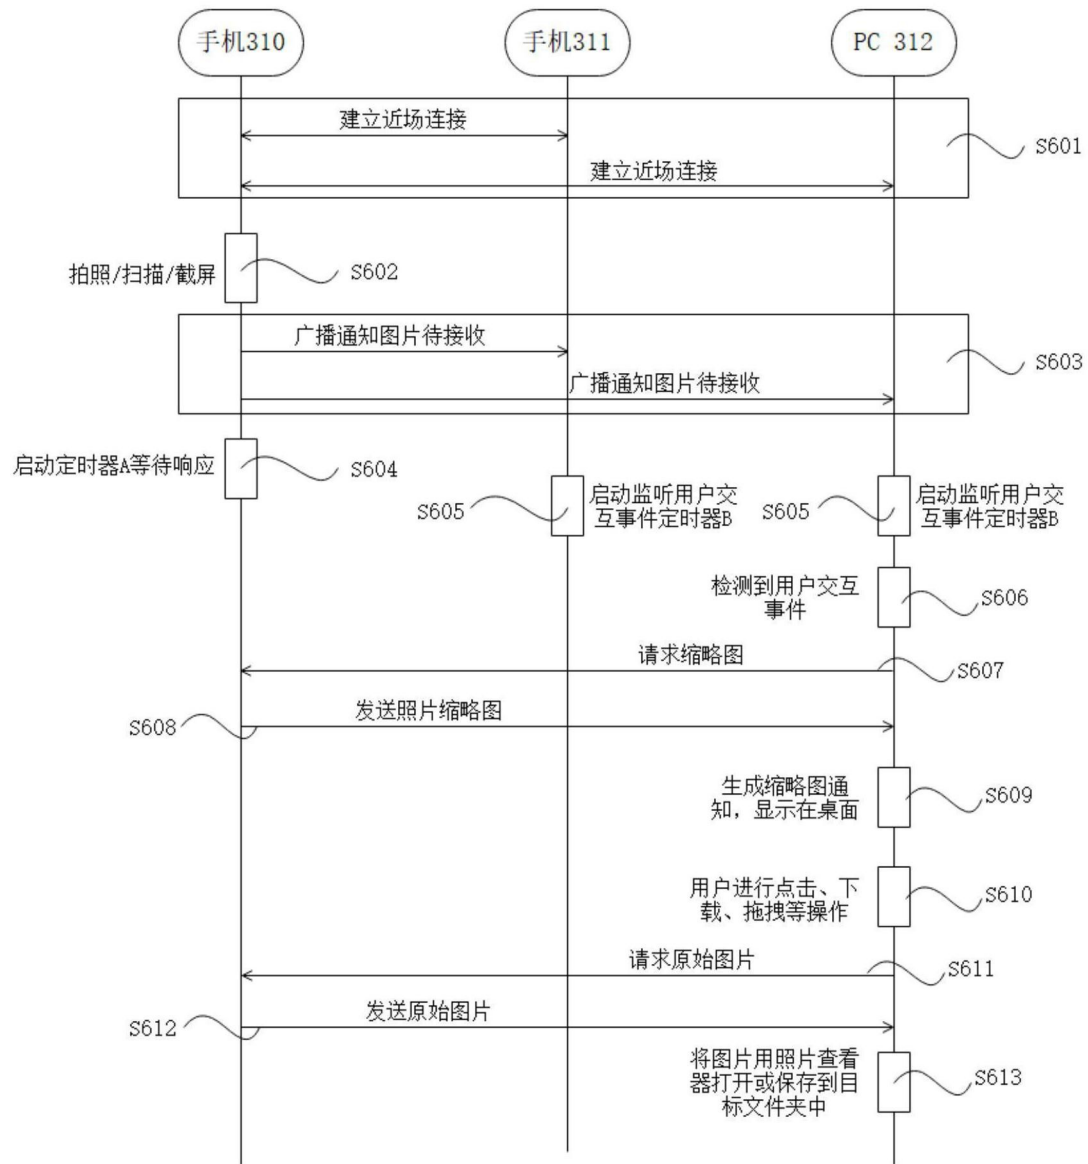 手机310
手机311
PC 312
建立近场连接
S601
建立近场连接
拍照/扫描/截屏
S602
广播通知图片待接收
S603
广播通知图片待接收
启动定时器A等待响应
S604
S605
启动监听用户交
互事件定时器B
S605
启动监听用户交
互事件定时器B
检测到用户交互
事件
S606
请求缩略图
S607
发送照片缩略图
S608
生成缩略图通
知，显示在桌面
S609
用户进行点击、下
载、拖拽等操作
S610
请求原始图片
S611
发送原始图片
S612
将图片用照片查看
器打开或保存到目
标文件夹中
S613